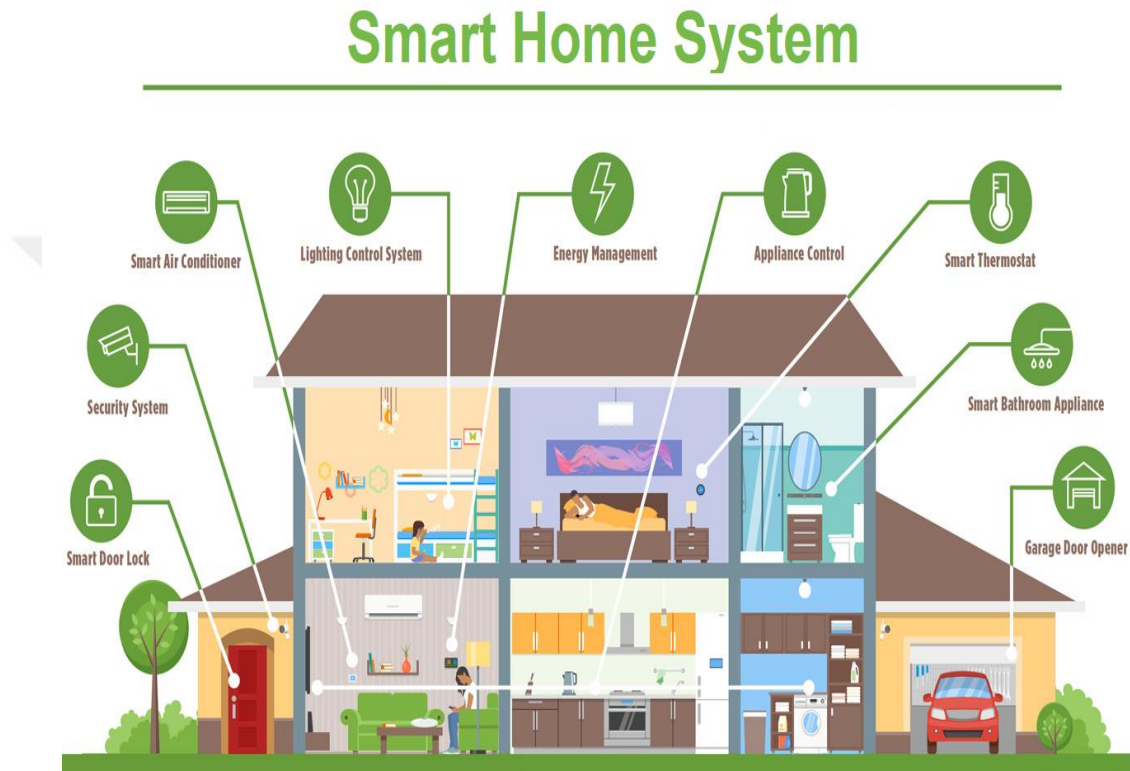 Smart Home System
Smart Air Conditioner
Lighting Control System
Energy Management
Appliance Control
Smart Thermostat
Security System
Smart Bathroom Appliance
Smart Door Lock
Garage Door Opener